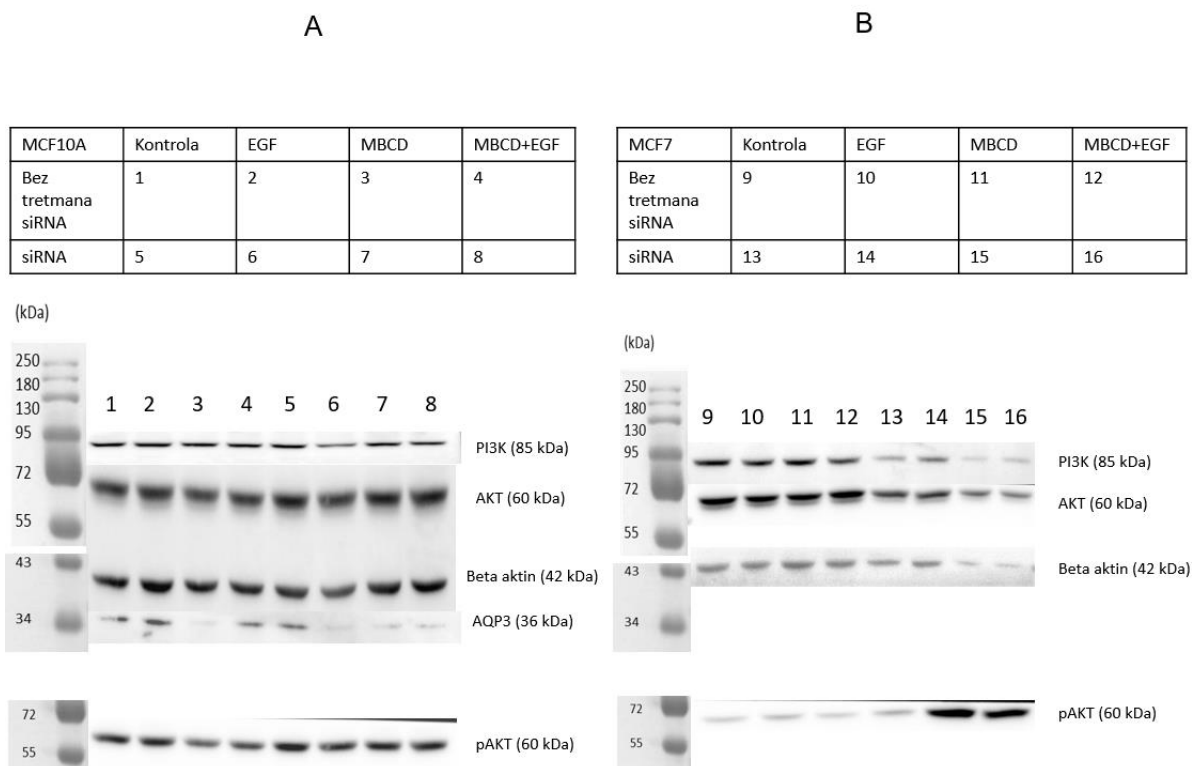 A
B
MCF10A Kontrola EGF MBCD MBCD+EGF
Bez 1 2 3 4
tretmana
siRNA
siRNA 5 6 7 8
MCF7 Kontrola EGF MBCD MBCD+EGF
Bez 9 10 11 12
tretmana
siRNA
siRNA 13 14 15 16
(kDa)
250
180
130
95
72
55
43
34
1 2 3 4 5 6 7 8
PI3K (85 kDa)
AKT (60 kDa)
Beta aktin (42 kDa)
AQP3 (36 kDa)
72
55
pAKT (60 kDa)
(kDa)
250
180
130
95
72
55
43
34
9 10 11 12 13 14 15 16
PI3K (85 kDa)
AKT (60 kDa)
Beta aktin (42 kDa)
72
55
pAKT (60 kDa)